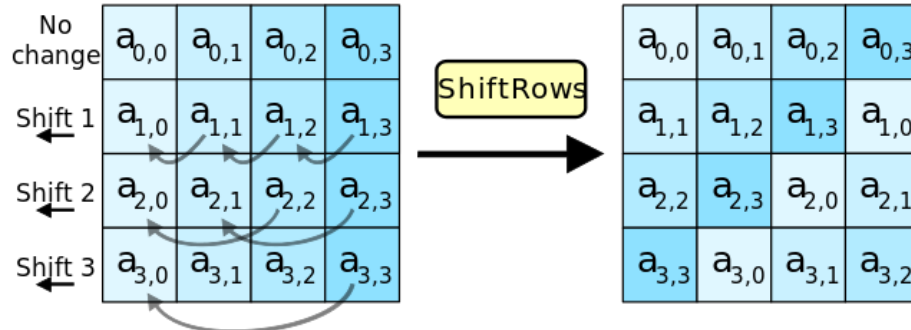 No
change
a0,0 a0,1 a0,2 a0,3
a0,0 a0,1 a0,2 a0,3
ShiftRows
Shift 1
a1,0 a1,1 a1,2 a1,3
a1,1 a1,2 a1,3 a1,0
Shift 2
a2,0 a2,1 a2,2 a2,3
a2,2 a2,3 a2,0 a2,1
Shift 3
a3,0 a3,1 a3,2 a3,3
a3,3 a3,0 a3,1 a3,2